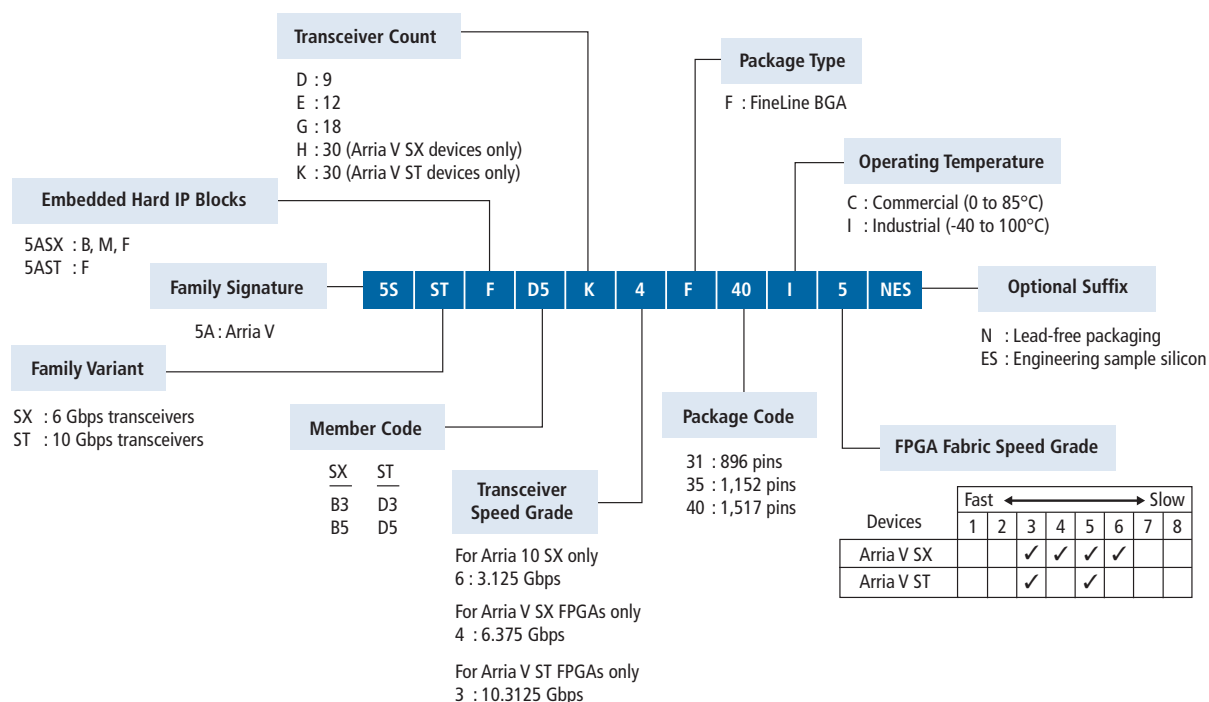 Transceiver Count
D : 9
E : 12
G : 18
H : 30 (Arria V SX devices only)
K : 30 (Arria V ST devices only)
Package Type
F : FineLine BGA
Operating Temperature
C : Commercial (0 to 85°C)
I : Industrial (-40 to 100°C)
Embedded Hard IP Blocks
5ASX : B, M, F
5AST : F
Family Signature
5A : Arria V
5S ST F D5 K 4 F 40 I 5 NES
Optional Suffix
N : Lead-free packaging
ES : Engineering sample silicon
Family Variant
SX : 6 Gbps transceivers
ST : 10 Gbps transceivers
Member Code
SX ST
B3 D3
B5 D5
Transceiver
Speed Grade
For Arria 10 SX only
6 : 3.125 Gbps
For Arria V SX FPGAs only
4 : 6.375 Gbps
For Arria V ST FPGAs only
3 : 10.3125 Gbps
Package Code
31 : 896 pins
35 : 1,152 pins
40 : 1,517 pins
FPGA Fabric Speed Grade
Fast Slow
Devices 1 2 3 4 5 6 7 8
Arria V SX ✓ ✓ ✓ ✓
Arria V ST ✓ ✓